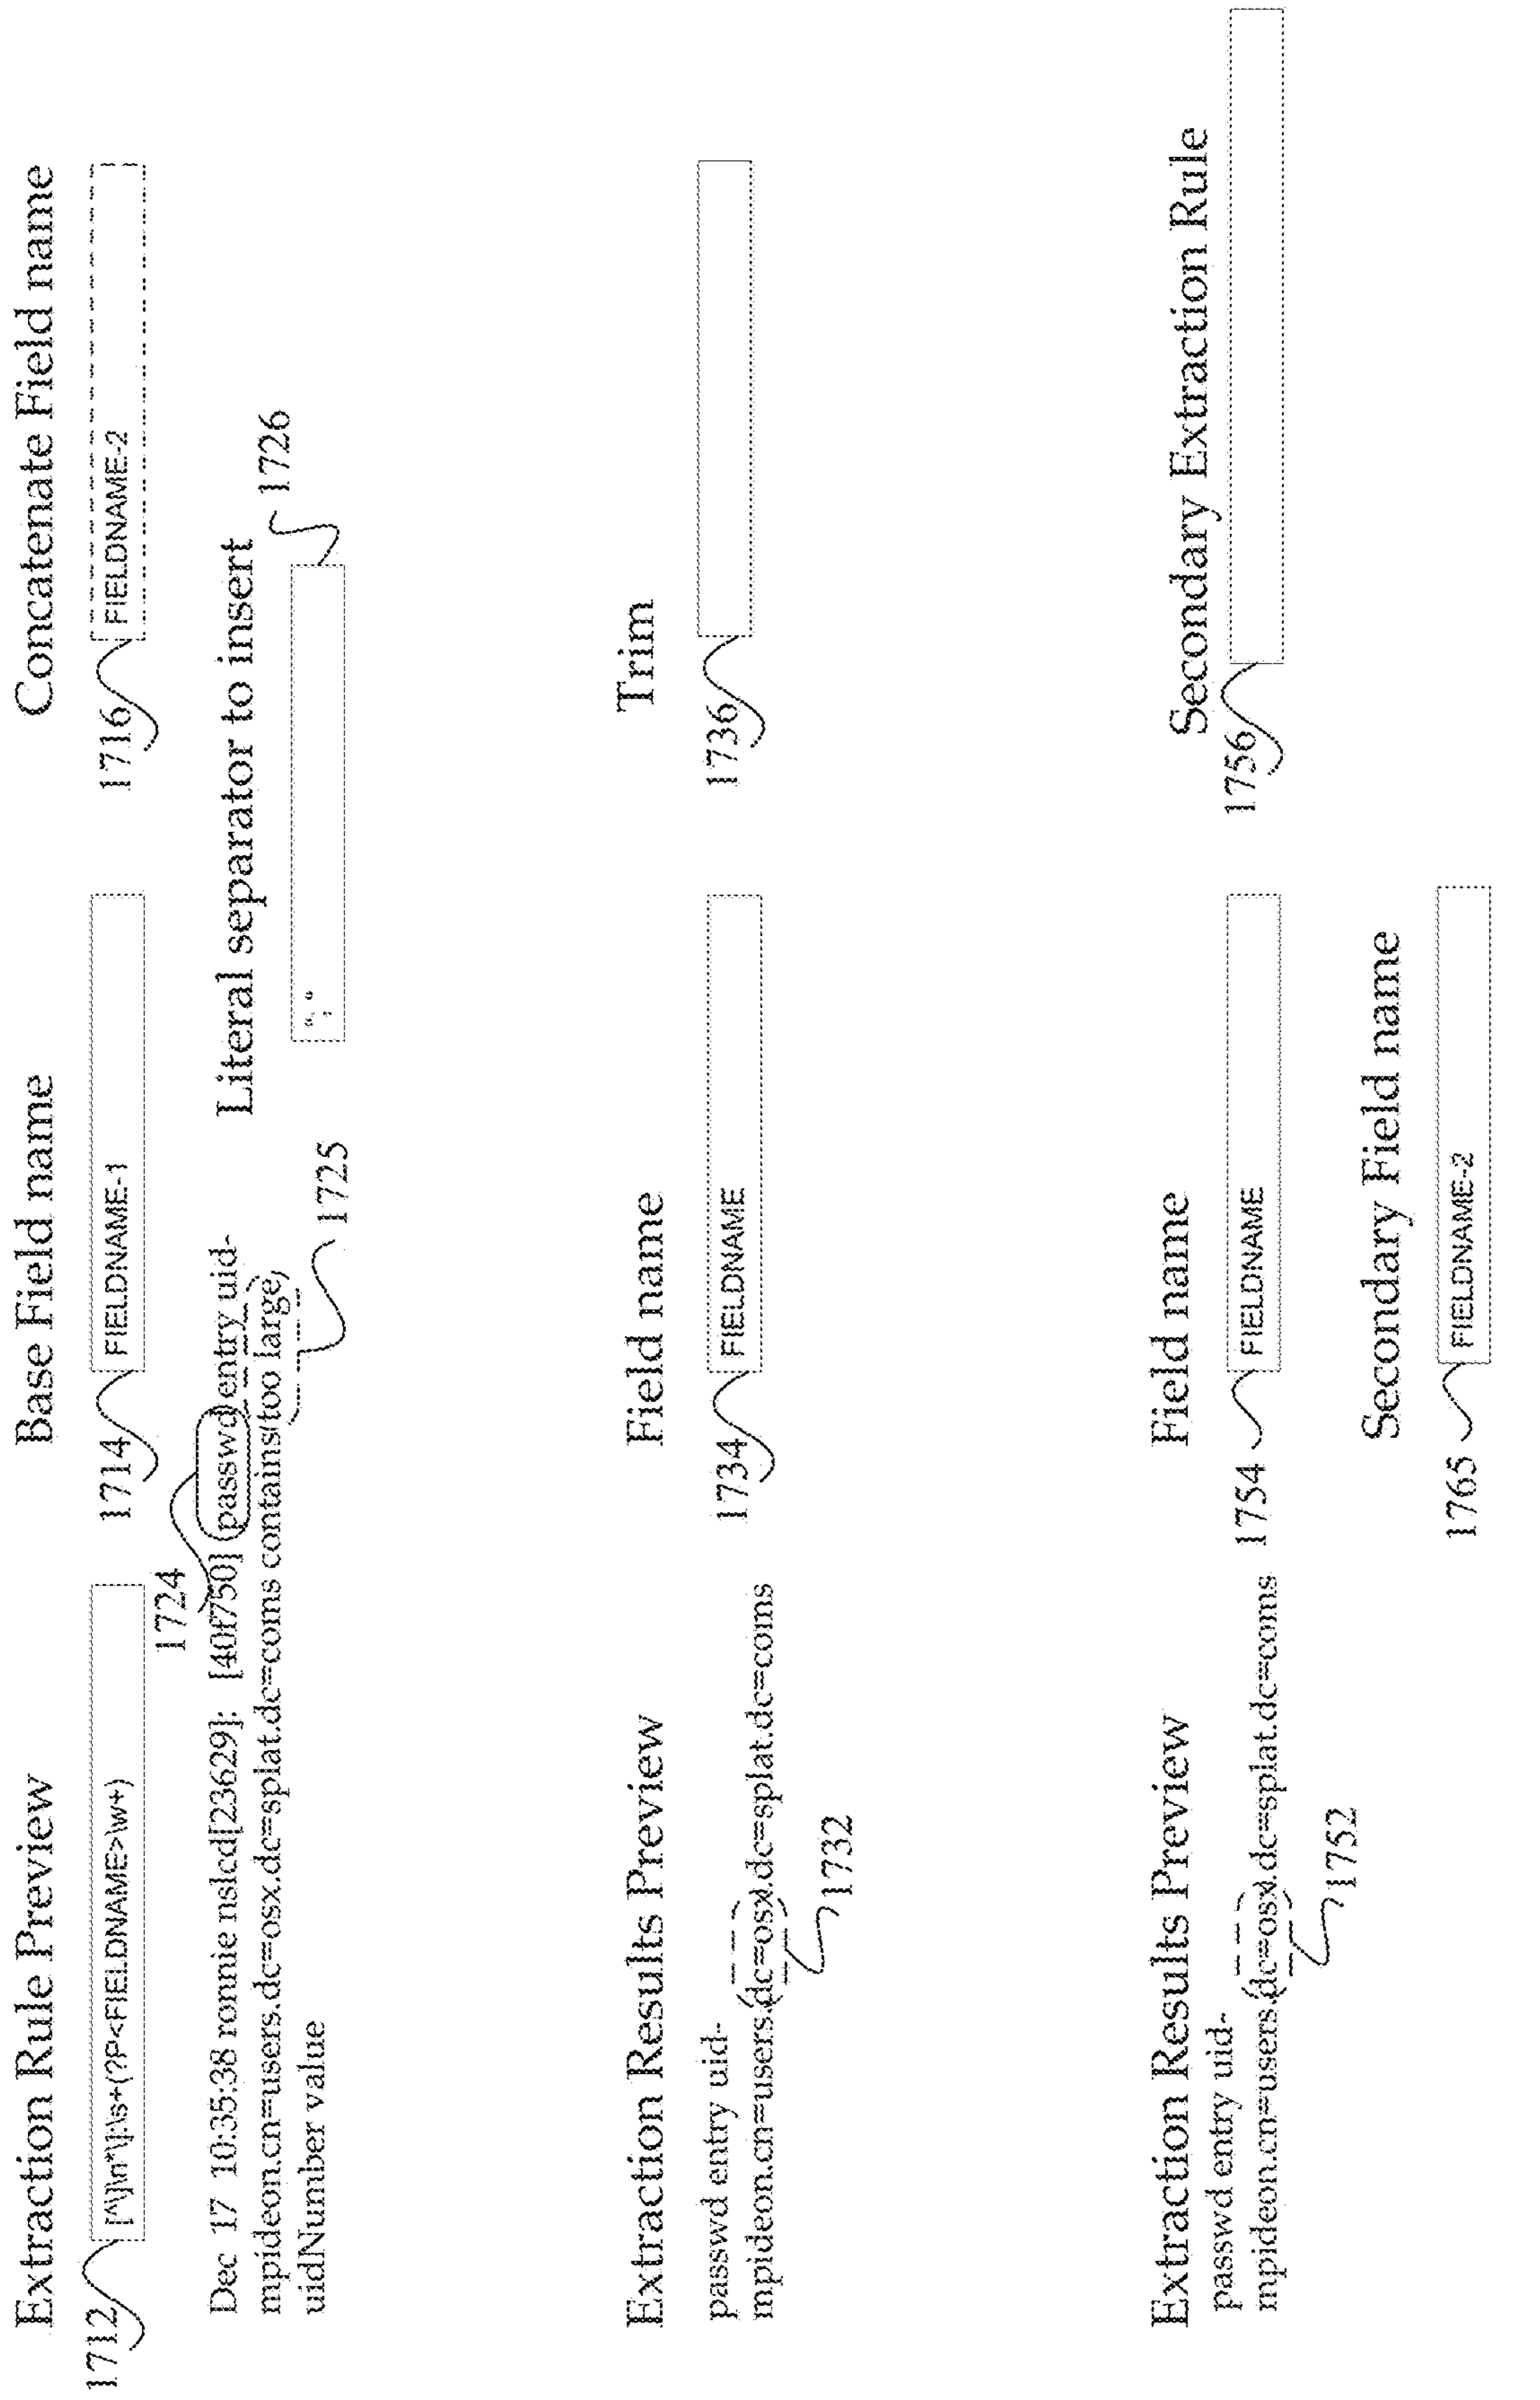 Extraction Rule Preview
Base Field name
Concatenate Field name
1712
1714
FIELDNAME-1
1716
FIELDNAME-2
1724
Dec 17 10:35:38 ronnie nslcd[23629]: [40f750] (passwd entry uid-
mpideon.cn=users.dc=osx.dc=splat.dc=coms contains too large,
uidNumber value
1725
Literal separator to insert
1726
Extraction Results Preview
Field name
Trim
passwd entry uid-
mpideon.cn=users.dc=osx.dc=splat.dc=coms
1732
1734
FIELDNAME
1736
Extraction Results Preview
Field name
Secondary Extraction Rule
passwd entry uid-
mpideon.cn=users.dc=osx.dc=splat.dc=coms
1752
1754
FIELDNAME
1756
Secondary Field name
1765
FIELDNAME-2